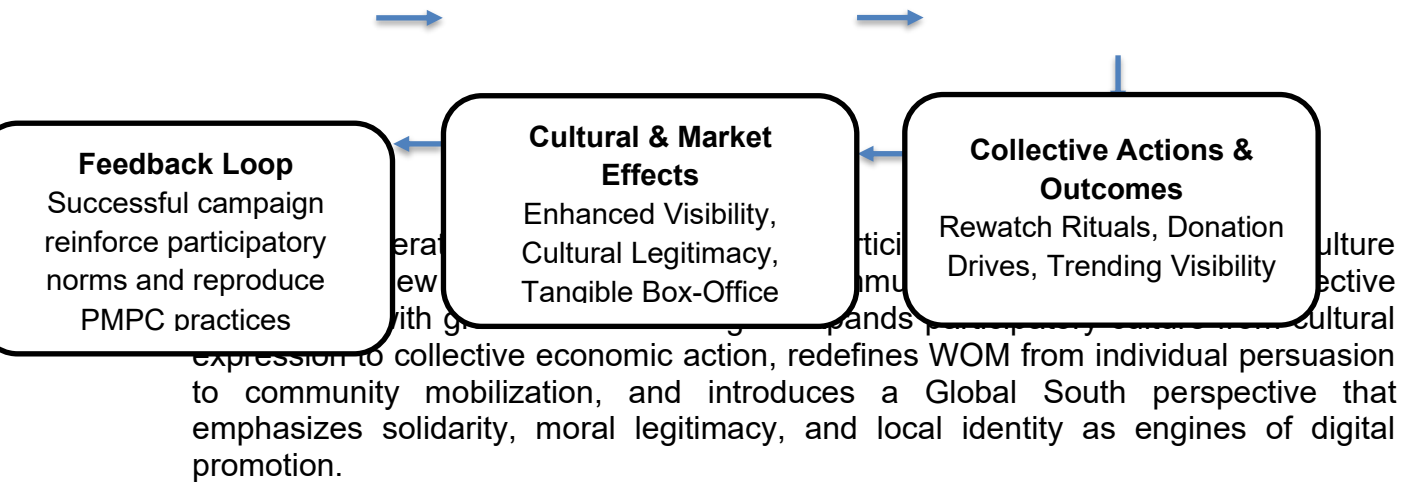 Feedback Loop
Successful campaign
reinforce participatory
norms and reproduce
PMPC practices
Cultural & Market
Effects
Enhanced Visibility,
Cultural Legitimacy,
Tangible Box-Office
Collective Actions &
Outcomes
Rewatch Rituals, Donation
Drives, Trending Visibility
cultural
expression to collective economic action, redefines WOM from individual persuasion
to community mobilization, and introduces a Global South perspective that
emphasizes solidarity, moral legitimacy, and local identity as engines of digital
promotion.